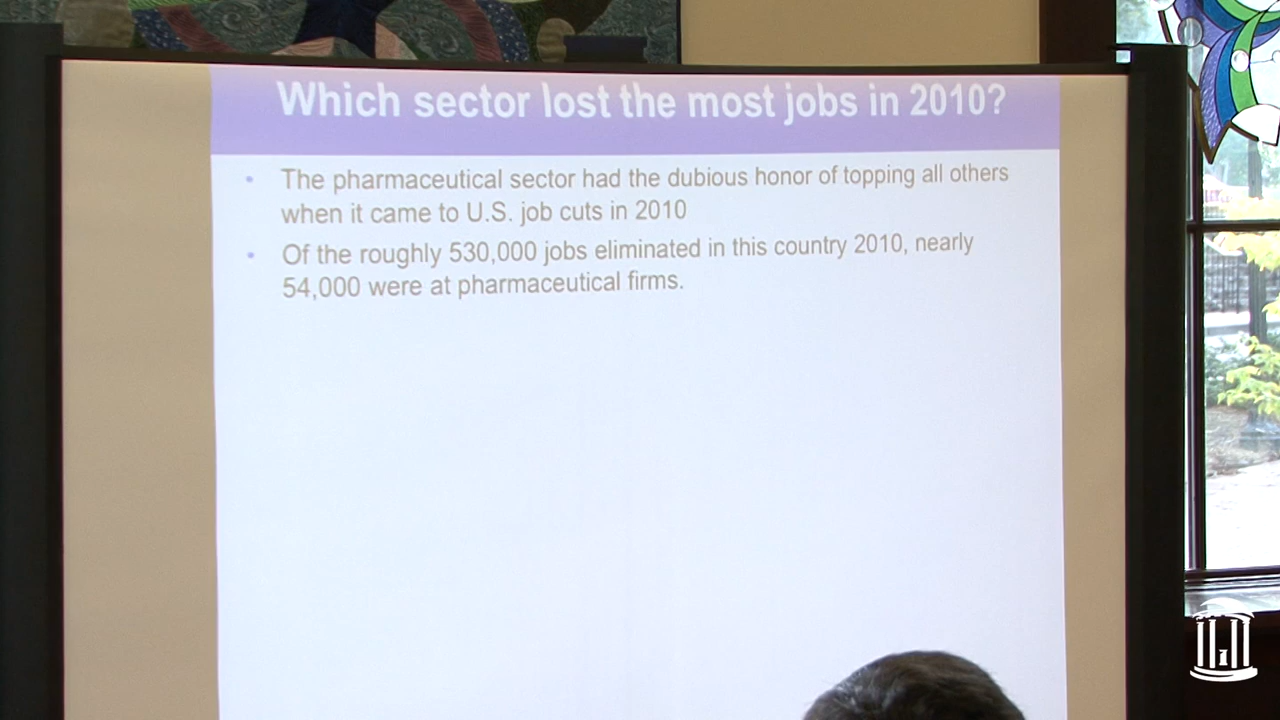 Which sector lost the most jobs in 2010?
• The pharmaceutical sector had the dubious honor of topping all others
when it came to U.S. job cuts in 2010
• Of the roughly 530,000 jobs eliminated in this country 2010, nearly
54,000 were at pharmaceutical firms.